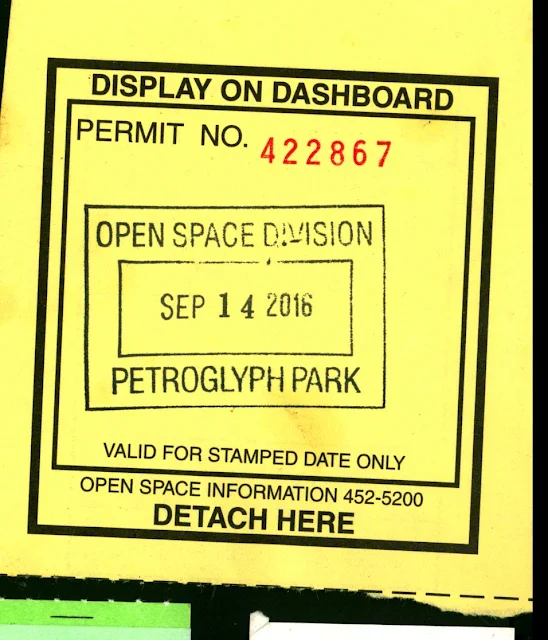 DISPLAY ON DASHBOARD
PERMIT NO. 422867
OPEN SPACE DIVISION
SEP 14 2016
PETROGLYPH PARK
VALID FOR STAMPED DATE ONLY
OPEN SPACE INFORMATION 452-5200
DETACH HERE